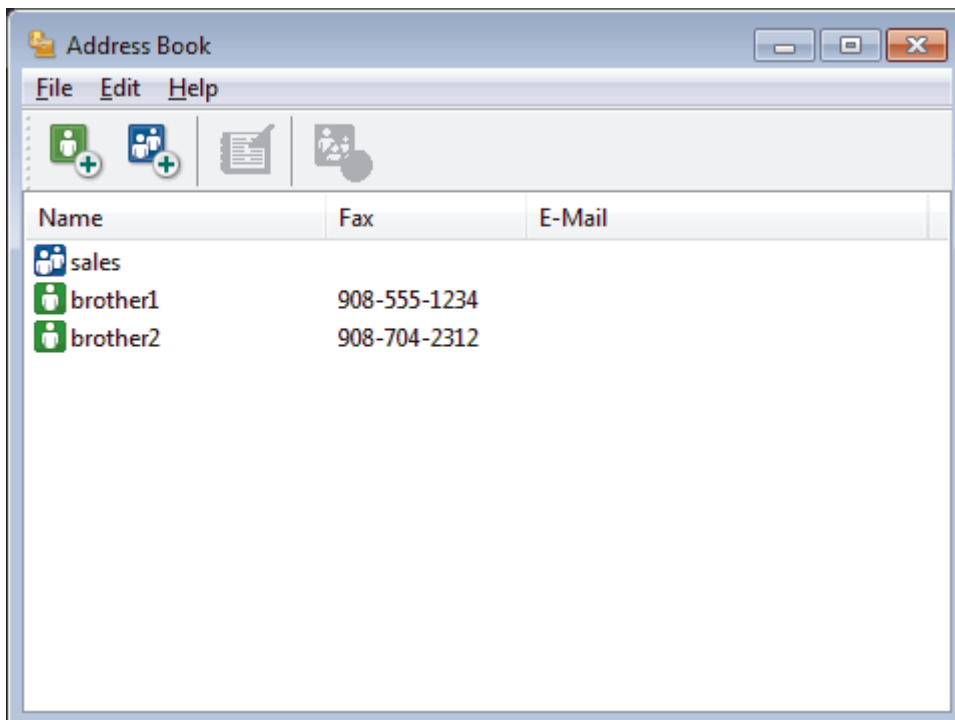 Address Book
File Edit Help
Name Fax E-Mail
sales
brother1 908-555-1234
brother2 908-704-2312